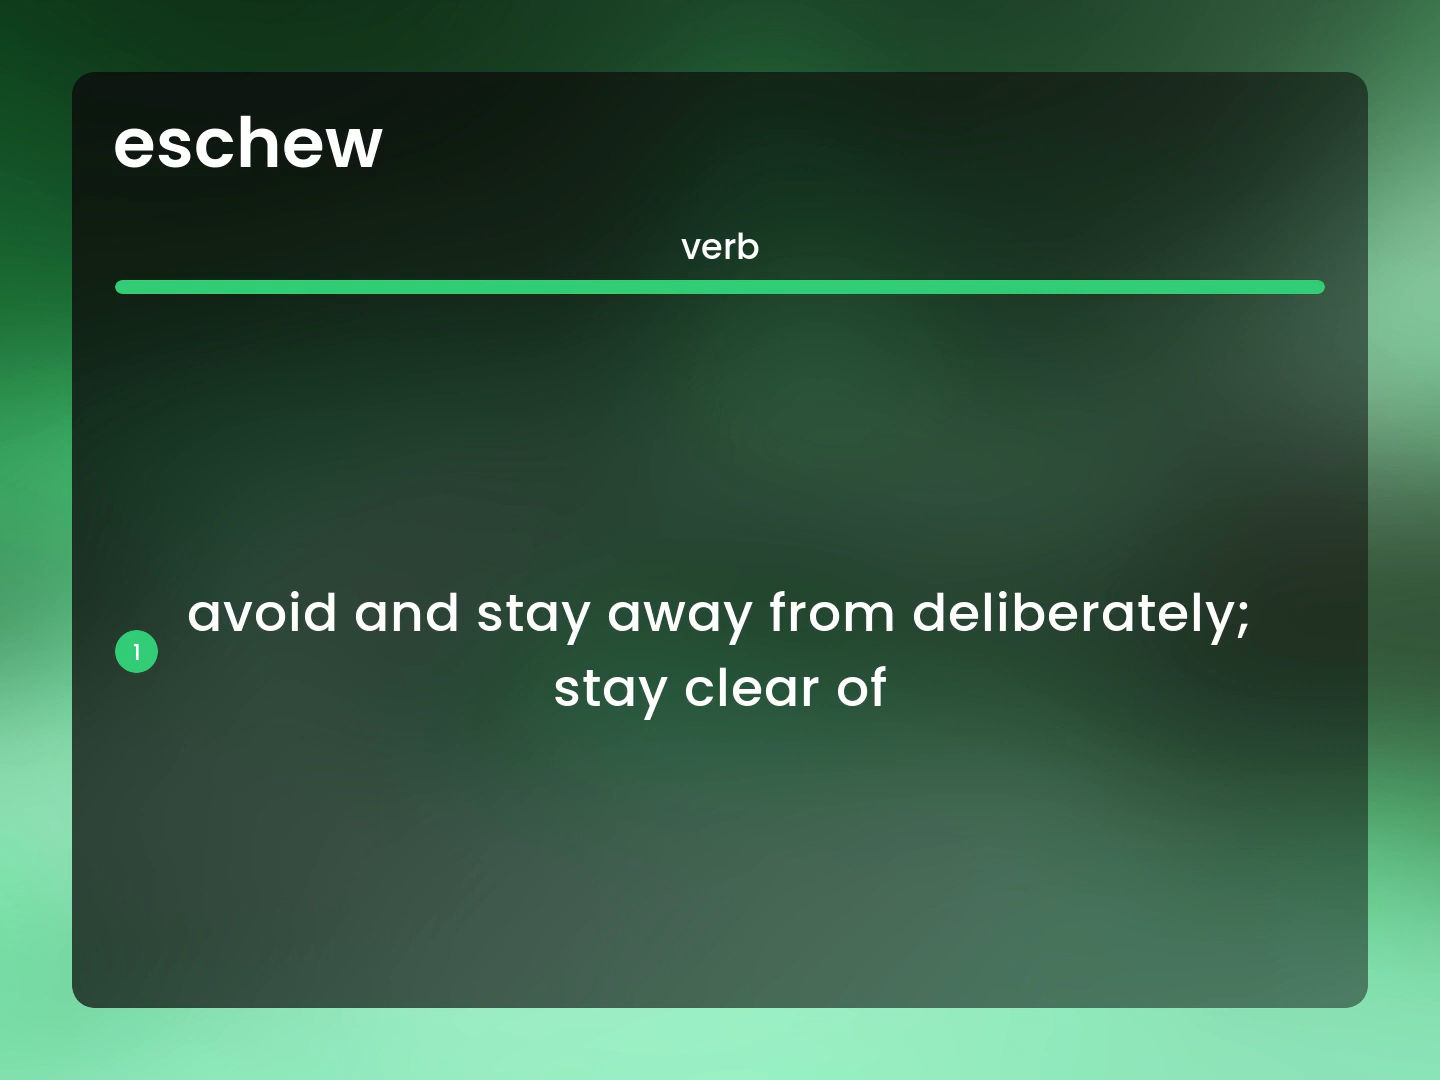 eschew
verb
1
avoid and stay away from deliberately;
stay clear of